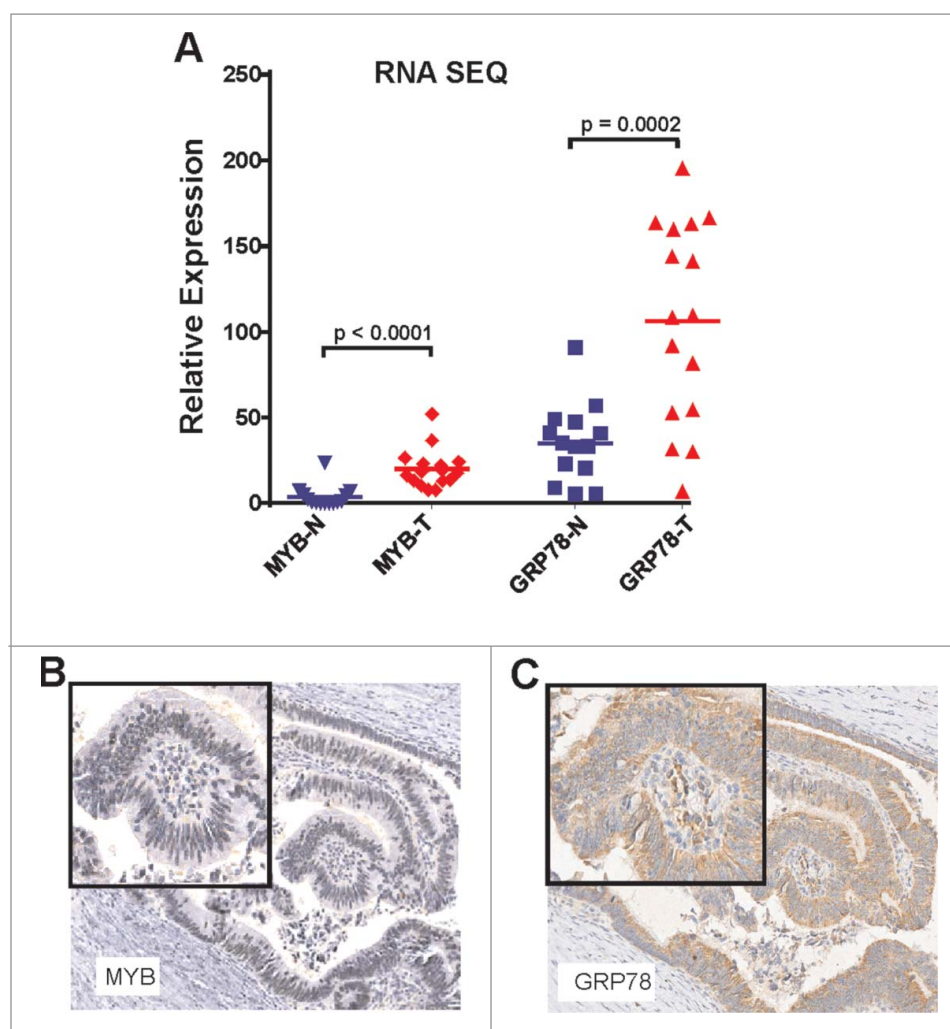 A
RNA SEQ
250
200
150
100
50
0
Relative Expression
p < 0.0001
p = 0.0002
MYB-N
MYB-T
GRP78-N
GRP78-T
B
MYB
C
GRP78